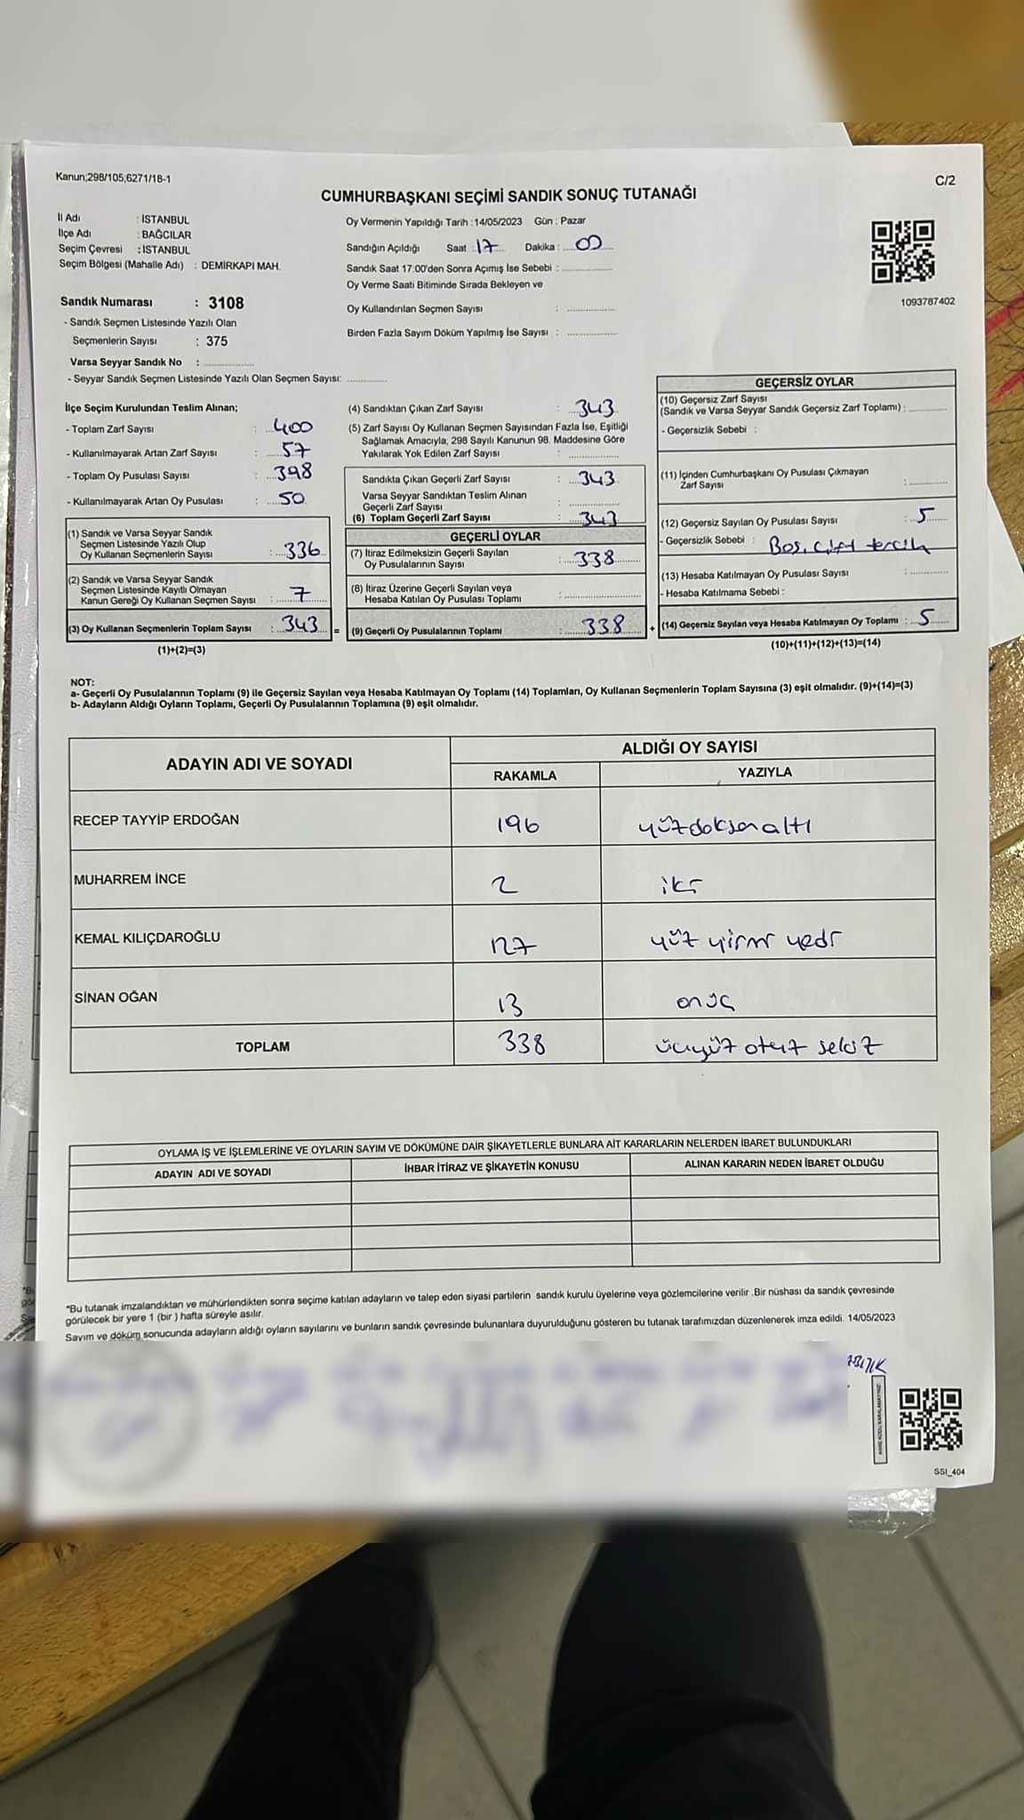 Kanun;298/105,6271/18-1
C/2
CUMHURBAŞKANI SEÇİMİ SANDIK SONUÇ TUTANAĞI
İl Adı : İSTANBUL
İlçe Adı : BAĞCILAR
Seçim Çevresi : İSTANBUL
Seçim Bölgesi (Mahalle Adı) : DEMİRKAPI MAH.
Oy Vermenin Yapıldığı Tarih : 14/05/2023 Gün : Pazar
Sandığın Açıldığı Saat : 17 Dakika : 00
Sandık Saat 17:00'den Sonra Açımış İse Sebebi :
Oy Verme Saati Bitiminde Sırada Bekleyen ve
Oy Kullandırılan Seçmen Sayısı :
Birden Fazla Sayım Döküm Yapılmış İse Sayısı :
1093787402
Sandık Numarası : 3108
- Sandık Seçmen Listesinde Yazılı Olan
Seçmenlerin Sayısı : 375
Varsa Seyyar Sandık No :
- Seyyar Sandık Seçmen Listesinde Yazılı Olan Seçmen Sayısı:
İlçe Seçim Kurulundan Teslim Alınan;
- Toplam Zarf Sayısı : 400
- Kullanılmayarak Artan Zarf Sayısı : 57
- Toplam Oy Pusulası Sayısı : 398
- Kullanılmayarak Artan Oy Pusulası : 50
(1) Sandık ve Varsa Seyyar Sandık
Seçmen Listesinde Yazılı Olup
Oy Kullanan Seçmenlerin Sayısı : 336
(2) Sandık ve Varsa Seyyar Sandık
Seçmen Listesinde Kayıtlı Olmayan
Kanun Gereği Oy Kullanan Seçmen Sayısı : 7
(3) Oy Kullanan Seçmenlerin Toplam Sayısı : 343 =
(1)+(2)=(3)
(4) Sandıktan Çıkan Zarf Sayısı : 343
(5) Zarf Sayısı Oy Kullanan Seçmen Sayısından Fazla İse, Eşitliği
Sağlamak Amacıyla, 298 Sayılı Kanunun 98. Maddesine Göre
Yakılarak Yok Edilen Zarf Sayısı :
Sandıkta Çıkan Geçerli Zarf Sayısı : 343
Varsa Seyyar Sandıktan Teslim Alınan
Geçerli Zarf Sayısı :
(6) Toplam Geçerli Zarf Sayısı : 343
GEÇERLİ OYLAR
(7) İtiraz Edilmeksizin Geçerli Sayılan
Oy Pusulalarının Sayısı : 338
(8) İtiraz Üzerine Geçerli Sayılan veya
Hesaba Katılan Oy Pusulası Toplamı :
(9) Geçerli Oy Pusulalarının Toplamı : 338 +
GEÇERSİZ OYLAR
(10) Geçersiz Zarf Sayısı
(Sandık ve Varsa Seyyar Sandık Geçersiz Zarf Toplamı) :
- Geçersizlik Sebebi :
(11) İçinden Cumhurbaşkanı Oy Pusulası Çıkmayan
Zarf Sayısı :
(12) Geçersiz Sayılan Oy Pusulası Sayısı : 5
- Geçersizlik Sebebi : Boş, çift tercih
(13) Hesaba Katılmayan Oy Pusulası Sayısı :
- Hesaba Katılmama Sebebi :
(14) Geçersiz Sayılan veya Hesaba Katılmayan Oy Toplamı : 5
(10)+(11)+(12)+(13)=(14)
NOT:
a- Geçerli Oy Pusulalarının Toplamı (9) ile Geçersiz Sayılan veya Hesaba Katılmayan Oy Toplamı (14) Toplamları, Oy Kullanan Seçmenlerin Toplam Sayısına (3) eşit olmalıdır. (9)+(14)=(3)
b- Adayların Aldığı Oyların Toplamı, Geçerli Oy Pusulalarının Toplamına (9) eşit olmalıdır.
ADAYIN ADI VE SOYADI
ALDIĞI OY SAYISI
RAKAMLA YAZIYLA
RECEP TAYYİP ERDOĞAN 196 yüzdoksan altı
MUHARREM İNCE 2 iki
KEMAL KILIÇDAROĞLU 127 yüz yirmi yedi
SİNAN OĞAN 13 onüç
TOPLAM 338 üçyüz otuz sekiz
OYLAMA İŞ VE İŞLEMLERİNE VE OYLARIN SAYIM VE DÖKÜMÜNE DAİR ŞİKAYETLERLE BUNLARA AİT KARARLARIN NELERDEN İBARET BULUNDUKLARI
ADAYIN ADI VE SOYADI İHBAR İTİRAZ VE ŞİKAYETİN KONUSU ALINAN KARARIN NEDEN İBARET OLDUĞU
*Bu tutanak imzalandıktan ve mühürlendikten sonra seçime katılan adayların ve talep eden siyasi partilerin sandık kurulu üyelerine veya gözlemcilerine verilir .Bir nüshası da sandık çevresinde
görülecek bir yere 1 (bir ) hafta süreyle asılır.
Sayım ve döküm sonucunda adayların aldığı oyların sayılarını ve bunların sandık çevresinde bulunanlara duyurulduğunu gösteren bu tutanak tarafımızdan düzenlenerek imza edildi. 14/05/2023
SSI_404